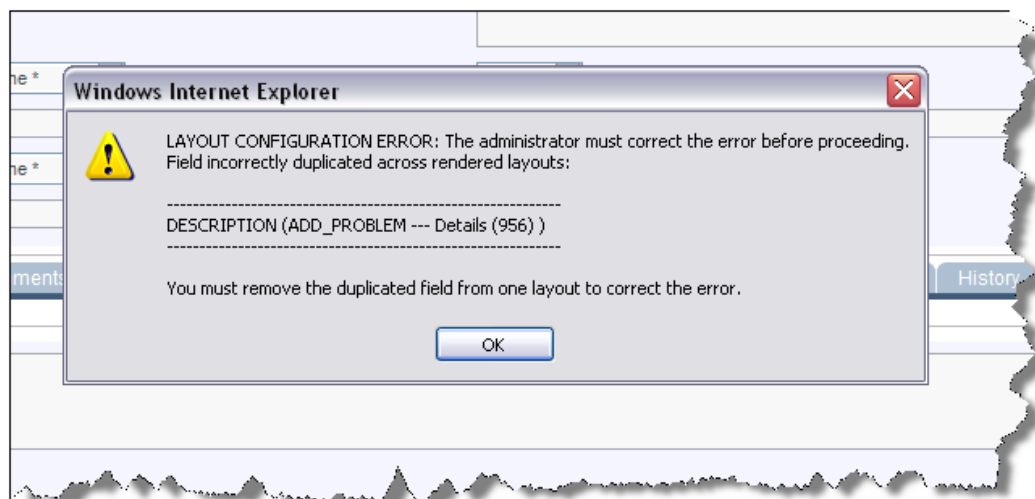 ne *
Windows Internet Explorer
LAYOUT CONFIGURATION ERROR: The administrator must correct the error before proceeding.
Field incorrectly duplicated across rendered layouts:
ne *
-------------------------------------------------------------
DESCRIPTION (ADD_PROBLEM --- Details (956) )
-------------------------------------------------------------
ments
History
You must remove the duplicated field from one layout to correct the error.
OK